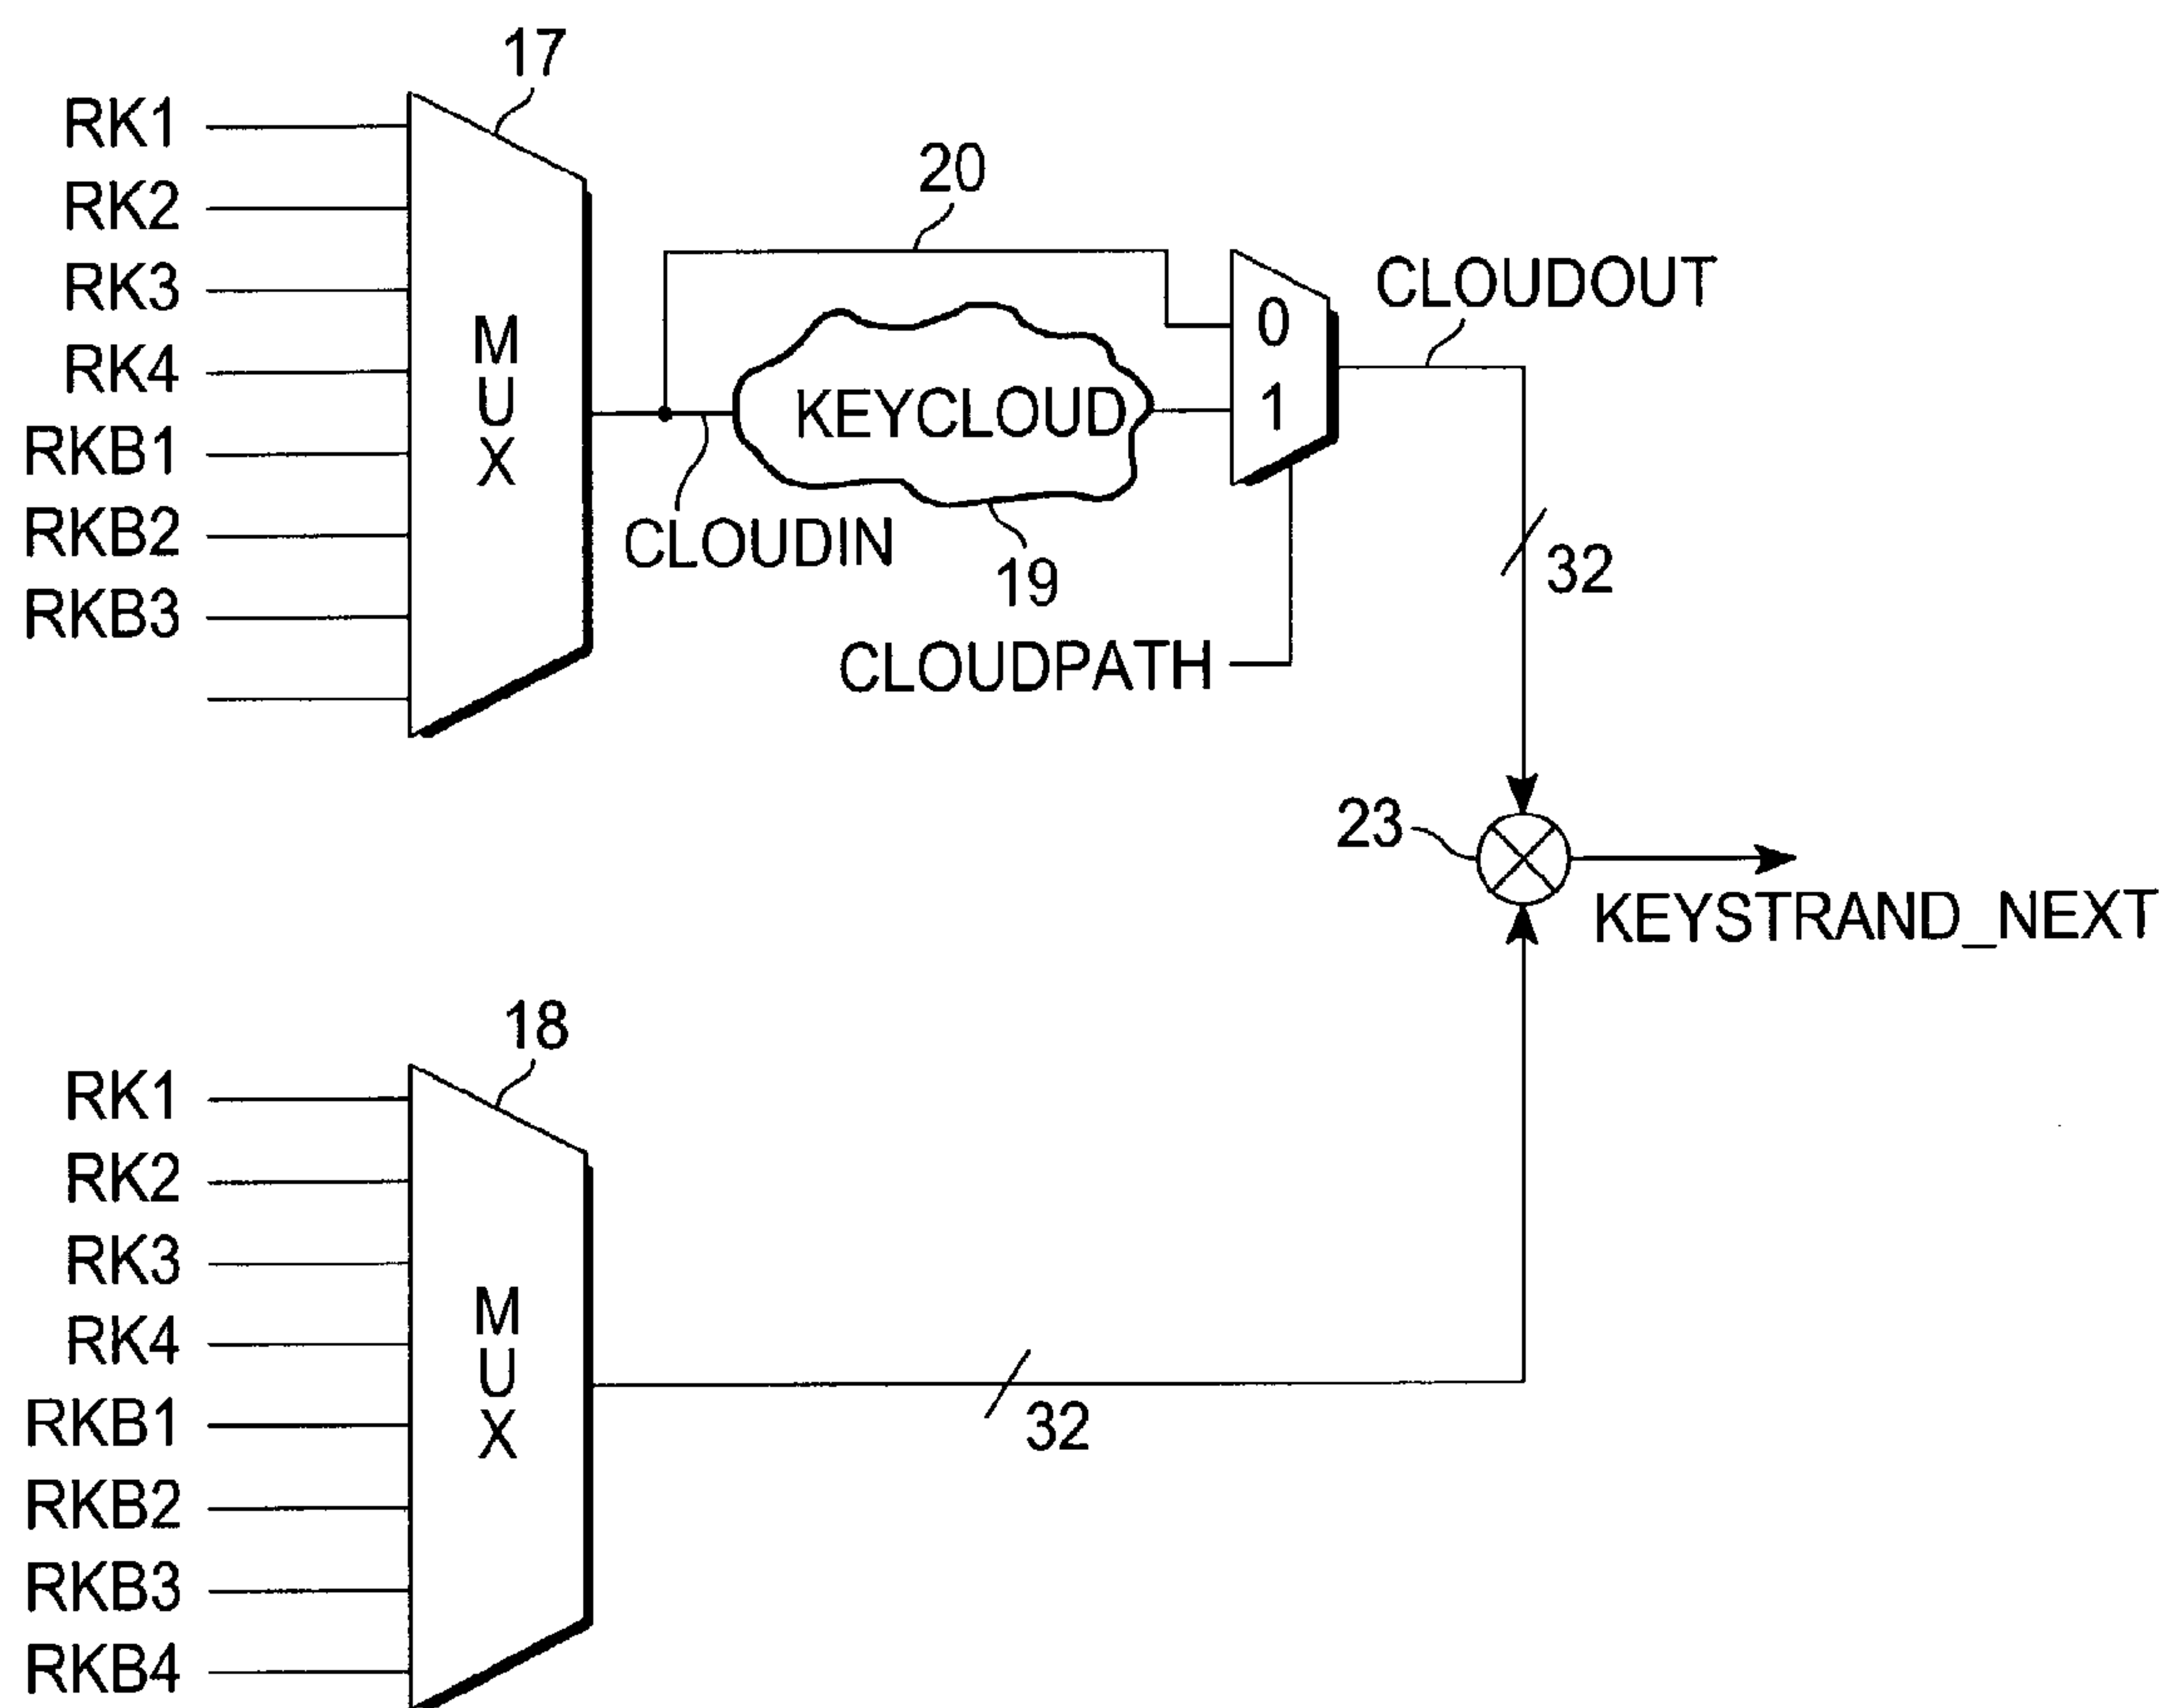 17
RK1
RK2
RK3
RK4
RKB1
RKB2
RKB3
M
U
X
20
KEYCLOUD
CLOUDIN
19
0
1
CLOUDOUT
CLOUDPATH
32
23
KEYSTRAND_NEXT
18
RK1
RK2
RK3
RK4
RKB1
RKB2
RKB3
RKB4
M
U
X
32